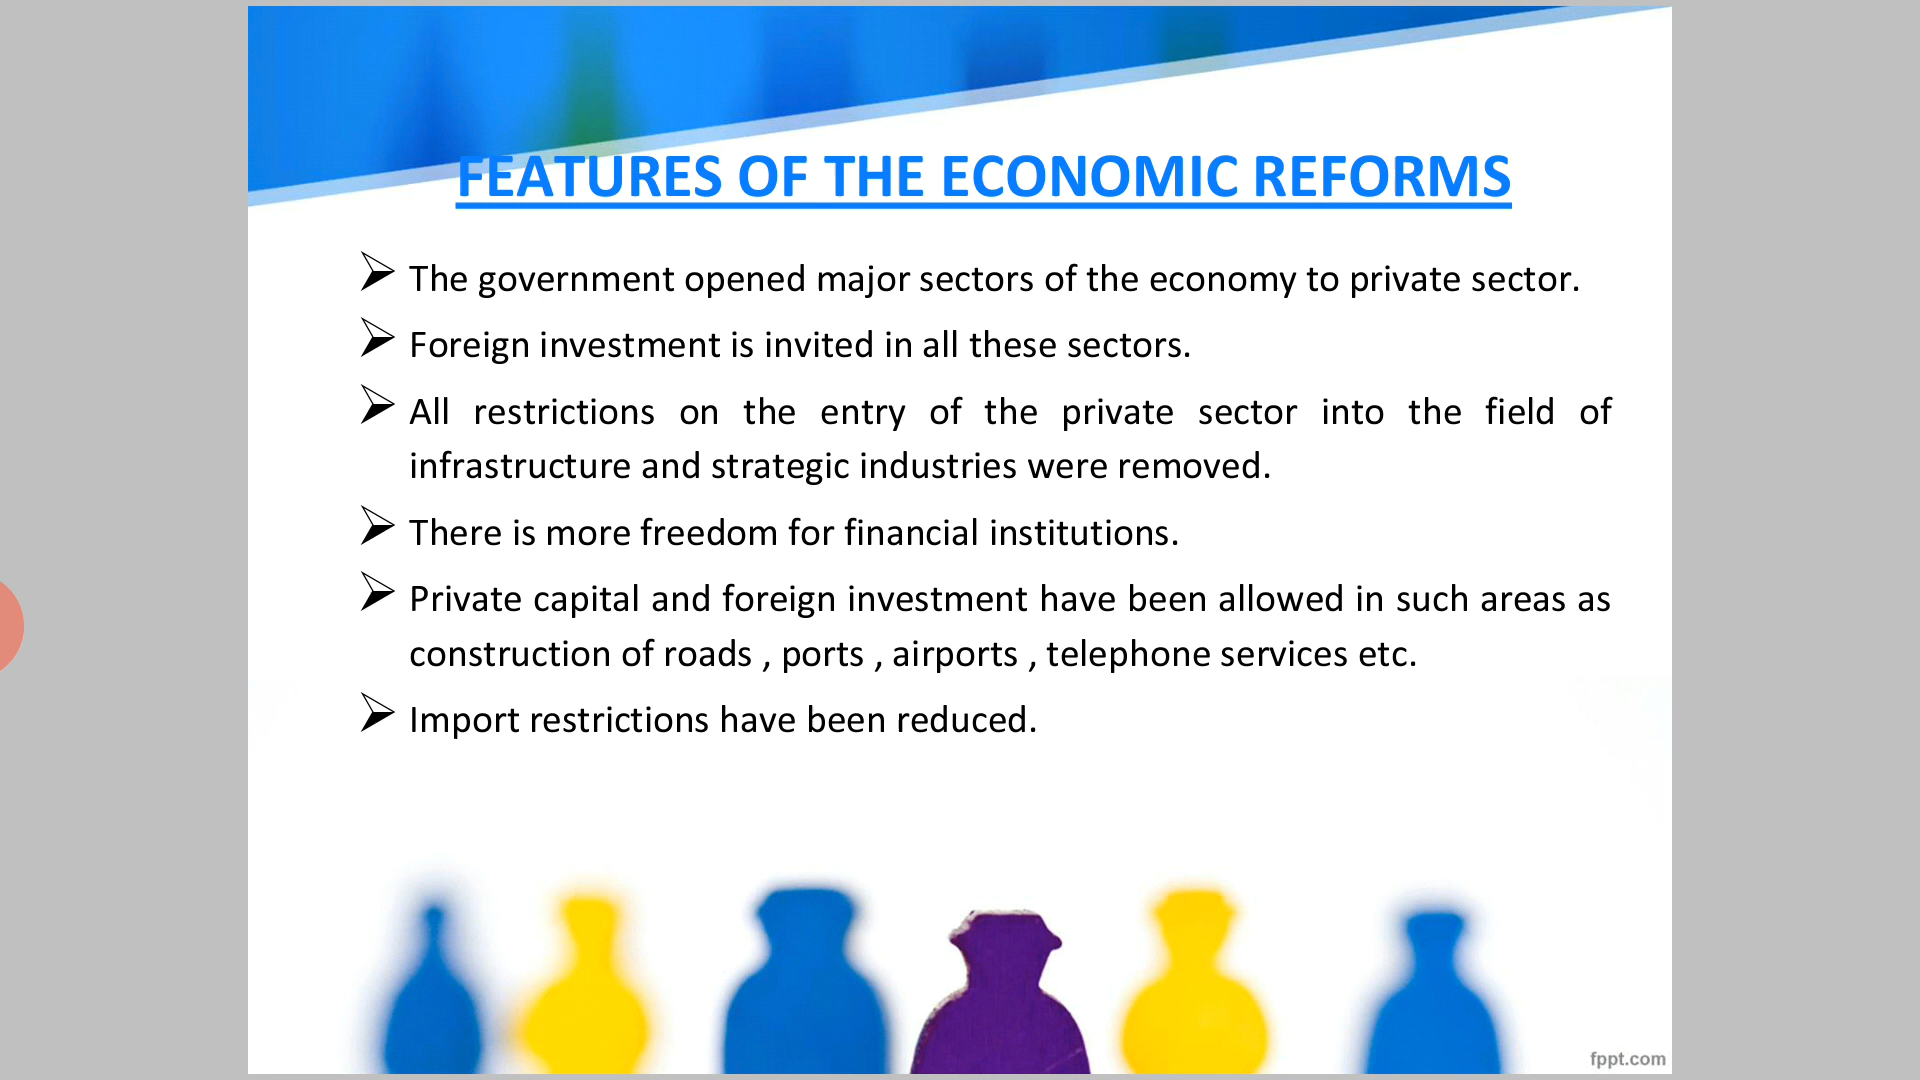 FEATURES OF THE ECONOMIC REFORMS
The government opened major sectors of the economy to private sector.
Foreign investment is invited in all these sectors.
All restrictions on the entry of the private sector into the field of
infrastructure and strategic industries were removed.
There is more freedom for financial institutions.
Private capital and foreign investment have been allowed in such areas as
construction of roads , ports , airports , telephone services etc.
Import restrictions have been reduced.
fppt.com